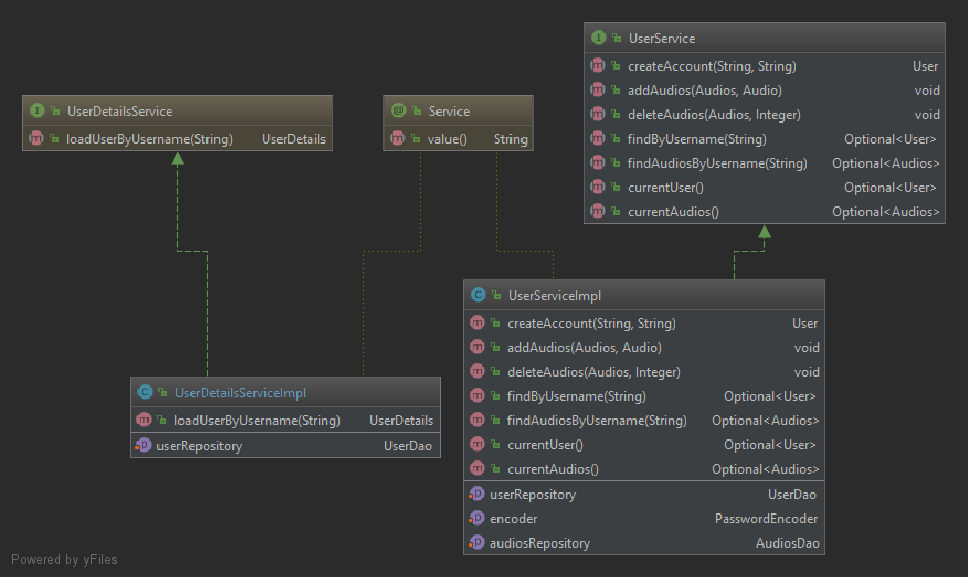 UserService
createAccount(String, String) User
addAudios(Audios, Audio) void
deleteAudios(Audios, Integer) void
findByUsername(String) Optional<User>
findAudiosByUsername(String) Optional<Audios>
currentUser() Optional<User>
currentAudios() Optional<Audios>
UserDetailsService
loadUserByUsername(String) UserDetails
Service
value() String
UserServiceImpl
createAccount(String, String) User
addAudios(Audios, Audio) void
deleteAudios(Audios, Integer) void
findByUsername(String) Optional<User>
findAudiosByUsername(String) Optional<Audios>
currentUser() Optional<User>
currentAudios() Optional<Audios>
userRepository UserDao
encoder PasswordEncoder
audiosRepository AudiosDao
UserDetailsServiceImpl
loadUserByUsername(String) UserDetails
userRepository UserDao
Powered by yFiles